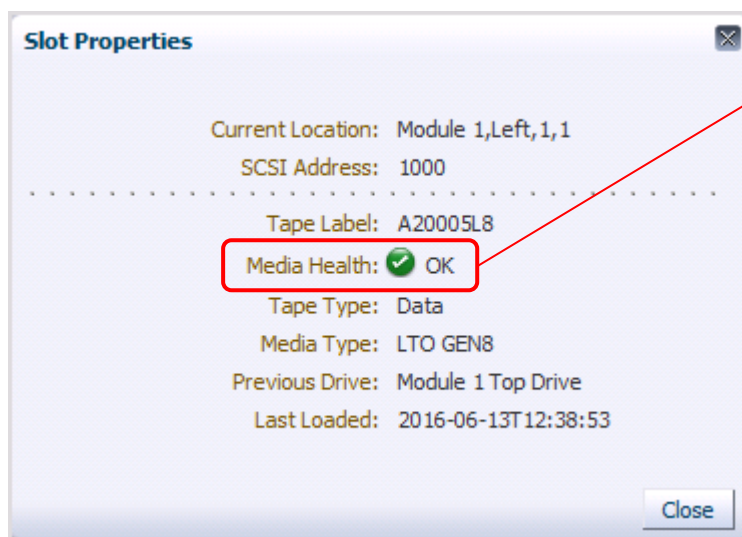 Slot Properties
Current Location: Module 1,Left,1,1
SCSI Address: 1000
Tape Label: A20005L8
Media Health: OK
Tape Type: Data
Media Type: LTO GEN8
Previous Drive: Module 1 Top Drive
Last Loaded: 2016-06-13T12:38:53
Close